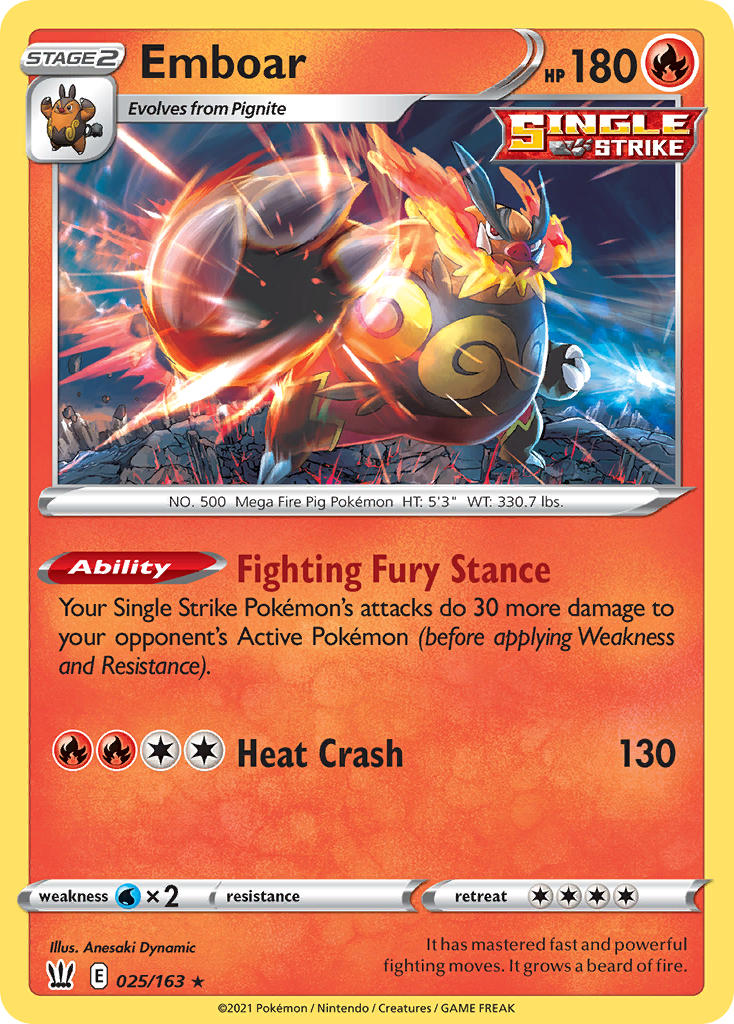 STAGE 2
Emboar
HP 180
Evolves from Pignite
SINGLE
STRIKE
NO. 500 Mega Fire Pig Pokémon HT: 5'3" WT: 330.7 lbs.
Ability Fighting Fury Stance
Your Single Strike Pokémon's attacks do 30 more damage to
your opponent's Active Pokémon (before applying Weakness
and Resistance).
Heat Crash 130
weakness ×2 resistance retreat
Illus. Anesaki Dynamic
It has mastered fast and powerful
fighting moves. It grows a beard of fire.
E 025/163 ★
©2021 Pokémon / Nintendo / Creatures / GAME FREAK